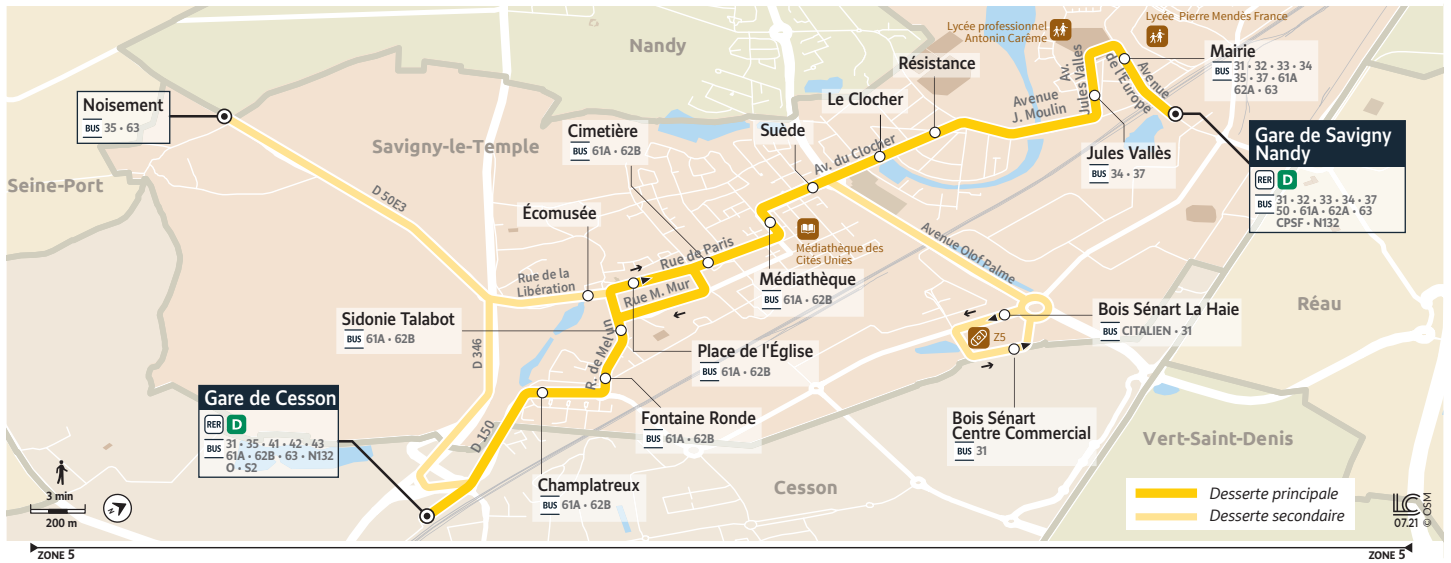 Nandy
Lycée professionnel
Antonin Carême
Lycée Pierre Mendès France
Mairie
BUS 31 • 32 • 33 • 34
35 • 37 • 61A
62A • 63
Av.
Jules Valles
Avenue
de l'Europe
Résistance
Avenue
J. Moulin
Le Clocher
Noisement
BUS 35 • 63
Cimetière
BUS 61A • 62B
Suède
Gare de Savigny
Nandy
RER D
BUS 31 • 32 • 33 • 34 • 37
50 • 61A • 62A • 63
CPSF • N132
Savigny-le-Temple
Av. du Clocher
Jules Vallès
BUS 34 • 37
Seine-Port
D 50E3
Écomusée
Rue de Paris
Médiathèque des
Cités Unies
Avenue Olof Palme
Rue de la
Libération
Rue M. Mur
Médiathèque
BUS 61A • 62B
Réau
Sidonie Talabot
BUS 61A • 62B
Bois Sénart La Haie
BUS CITALIEN • 31
Z5
D 346
R. de Melun
Place de l'Église
BUS 61A • 62B
Gare de Cesson
RER D
BUS 31 • 35 • 41 • 42 • 43
61A • 62B • 63 • N132
O • S2
Fontaine Ronde
BUS 61A • 62B
Bois Sénart
Centre Commercial
BUS 31
D 150
Vert-Saint-Denis
Champlatreux
BUS 61A • 62B
Cesson
3 min
200 m
Desserte principale
Desserte secondaire
LC
07.21
© OSM
ZONE 5
ZONE 5